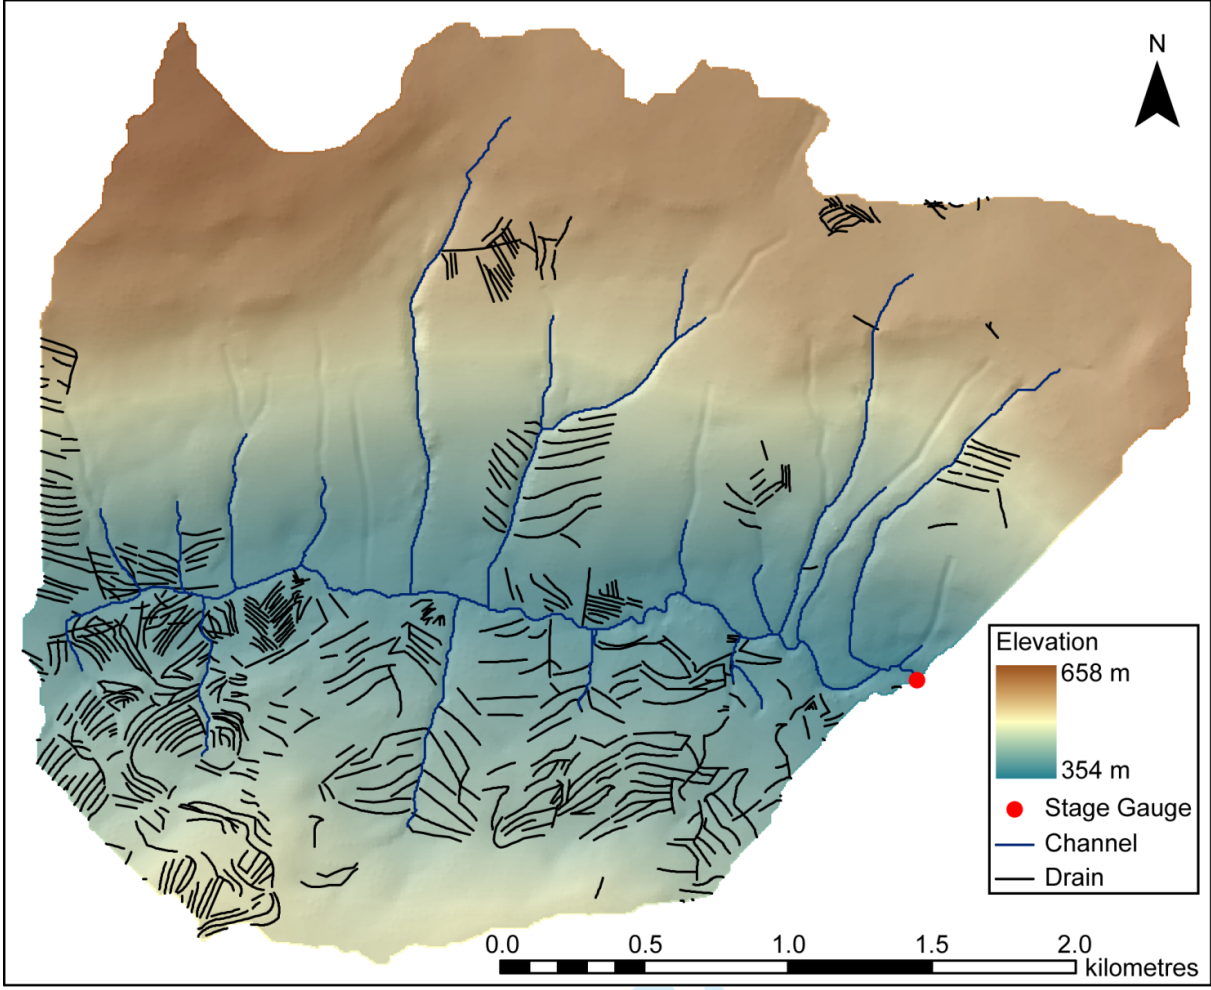 N
Elevation
658 m
354 m
Stage Gauge
Channel
Drain
0.0 0.5 1.0 1.5 2.0
kilometres